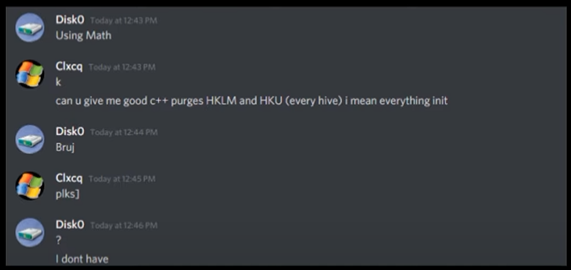 Disk0 Today at 12:43 PM
Using Math
Clxcq Today at 12:43 PM
k
can u give me good c++ purges HKLM and HKU (every hive) i mean everything init
Disk0 Today at 12:44 PM
Bruj
Clxcq Today at 12:45 PM
plks]
Disk0 Today at 12:46 PM
?
I dont have